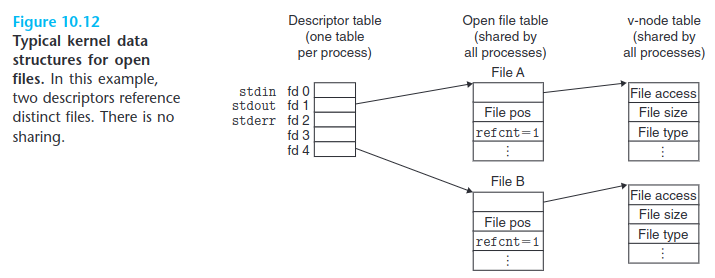 Figure 10.12
Typical kernel data
structures for open
files. In this example,
two descriptors reference
distinct files. There is no
sharing.
Descriptor table
(one table
per process)
Open file table
(shared by
all processes)
v-node table
(shared by
all processes)
stdin fd 0
stdout fd 1
stderr fd 2
fd 3
fd 4
File A
File pos
refcnt=1
⋮
File B
File pos
refcnt=1
⋮
File access
File size
File type
⋮
File access
File size
File type
⋮